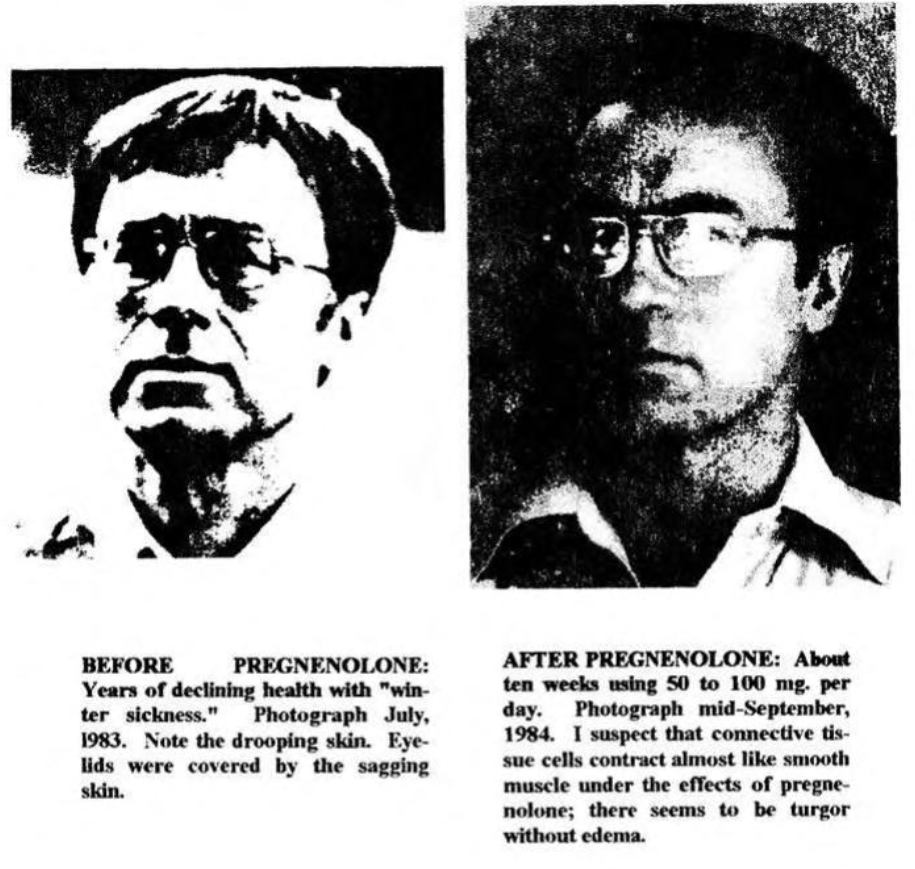 BEFORE PREGNENOLONE:
Years of declining health with "win-
ter sickness." Photograph July,
1983. Note the drooping skin. Eye-
lids were covered by the sagging
skin.
AFTER PREGNENOLONE: About
ten weeks using 50 to 100 mg. per
day. Photograph mid-September,
1984. I suspect that connective tis-
sue cells contract almost like smooth
muscle under the effects of pregne-
nolone; there seems to be turgor
without edema.